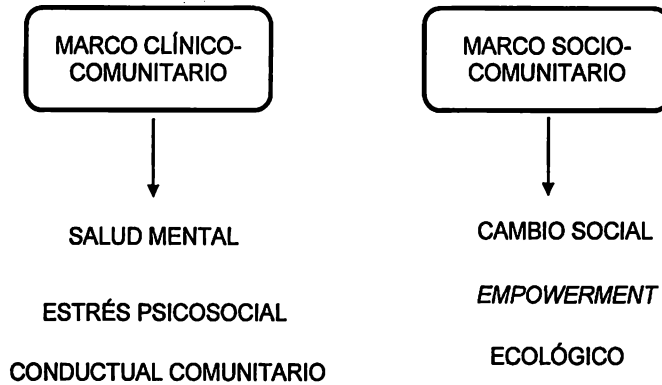 MARCO CLÍNICO-
COMUNITARIO
SALUD MENTAL
ESTRÉS PSICOSOCIAL
CONDUCTUAL COMUNITARIO
MARCO SOCIO-
COMUNITARIO
CAMBIO SOCIAL
EMPOWERMENT
ECOLÓGICO